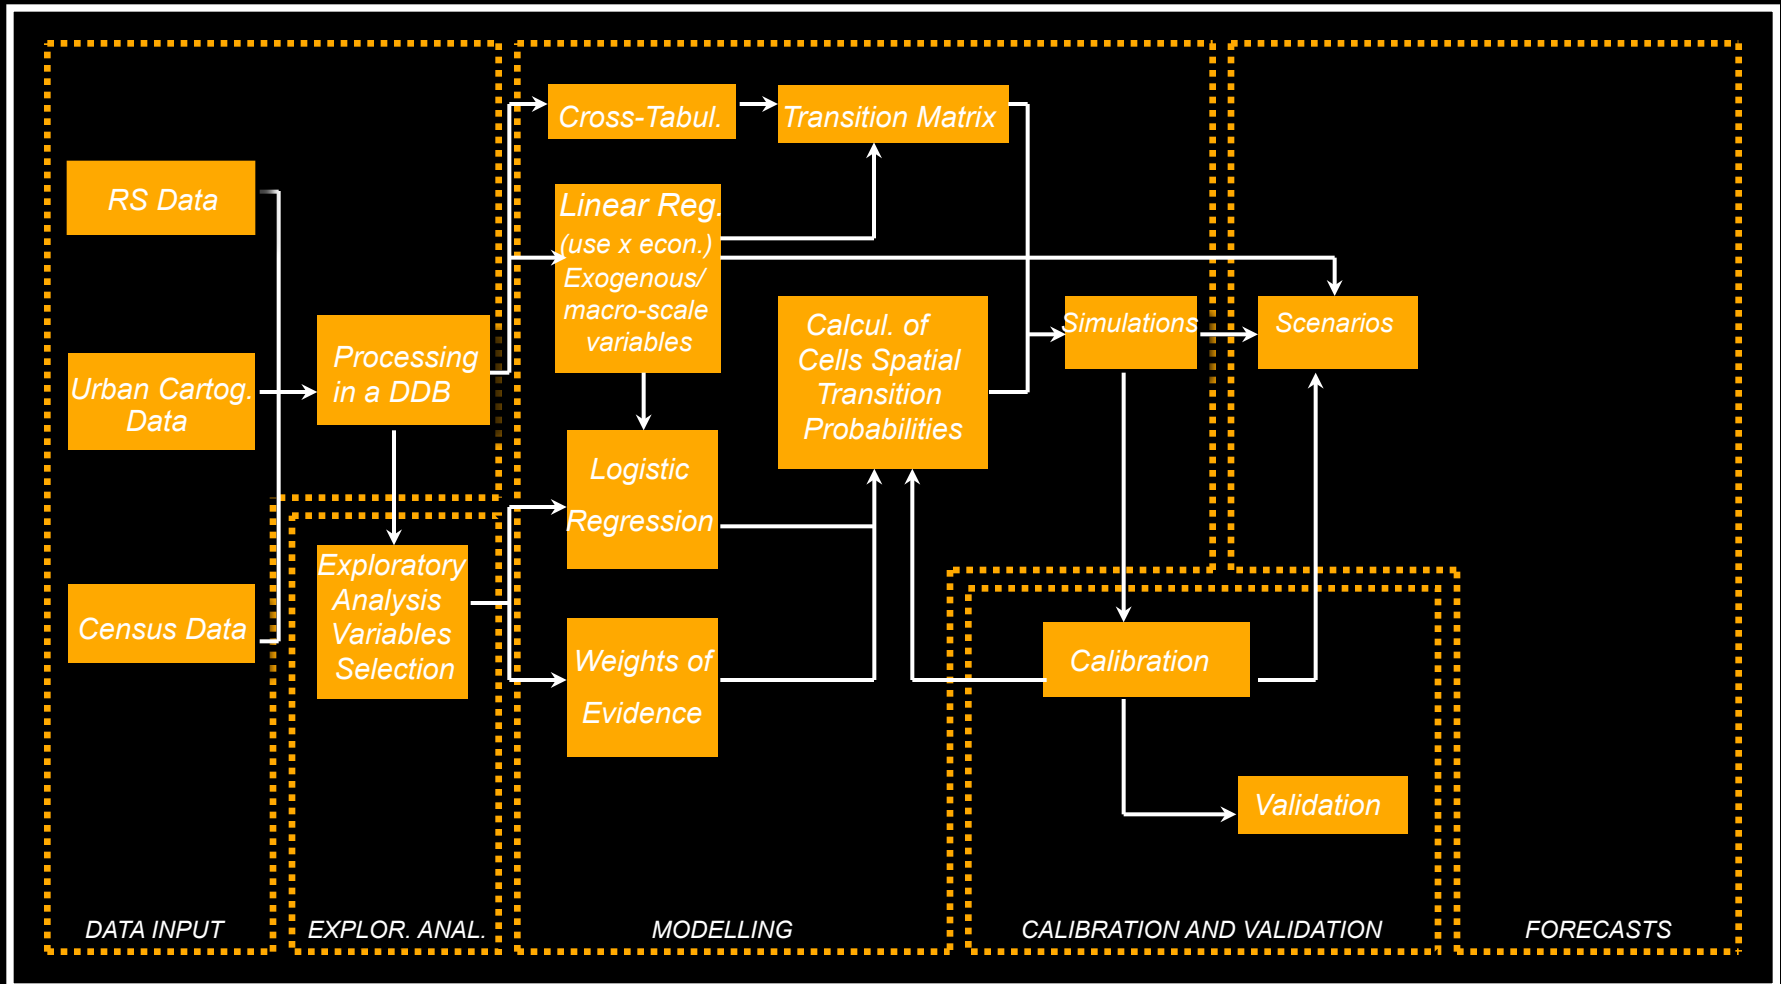 Cross-Tabul.
Transition Matrix
RS Data
Linear Reg.
(use x econ.)
Exogenous/
macro-scale
variables
Processing
in a DDB
Urban Cartog.
Data
Calcul. of
Cells Spatial
Transition
Probabilities
Simulations
Scenarios
Logistic
Regression
Exploratory
Analysis
Variables
Selection
Census Data
Weights of
Evidence
Calibration
Validation
DATA INPUT
EXPLOR. ANAL.
MODELLING
CALIBRATION AND VALIDATION
FORECASTS